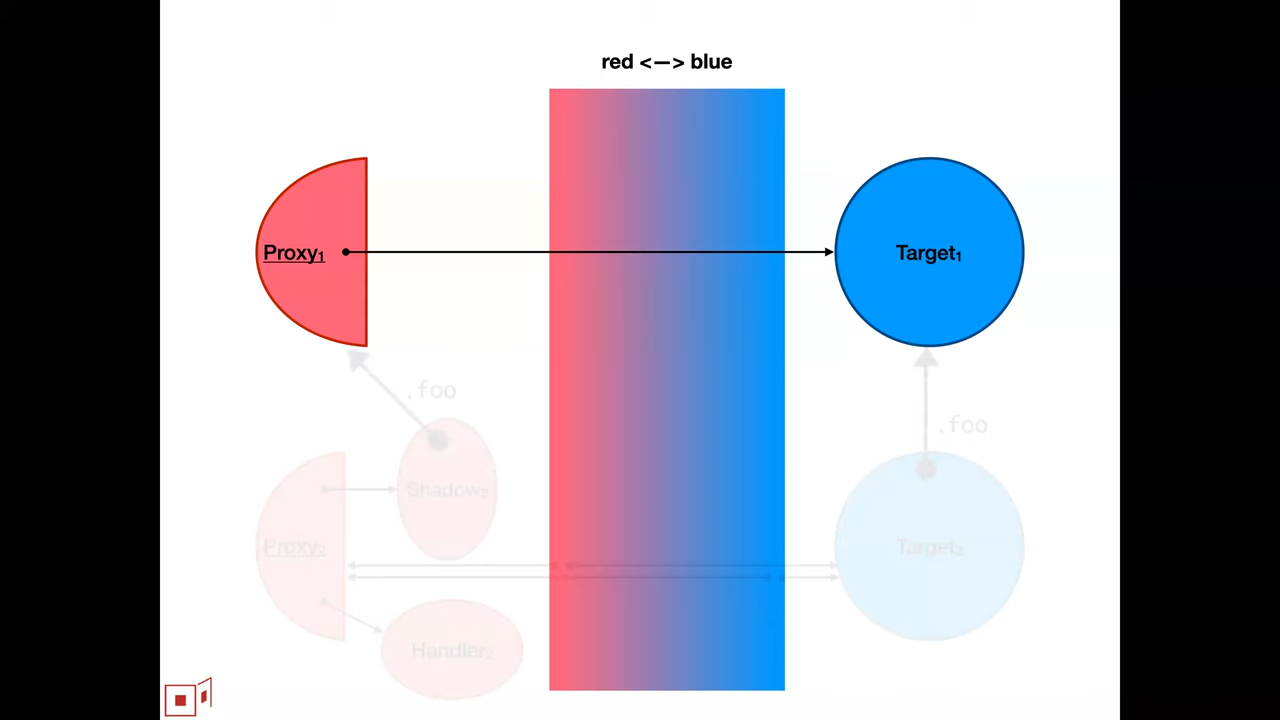 red <—> blue
Proxy₁
Target₁
.foo
.foo
Shadow₂
Proxy₂
Target₂
Handler₂